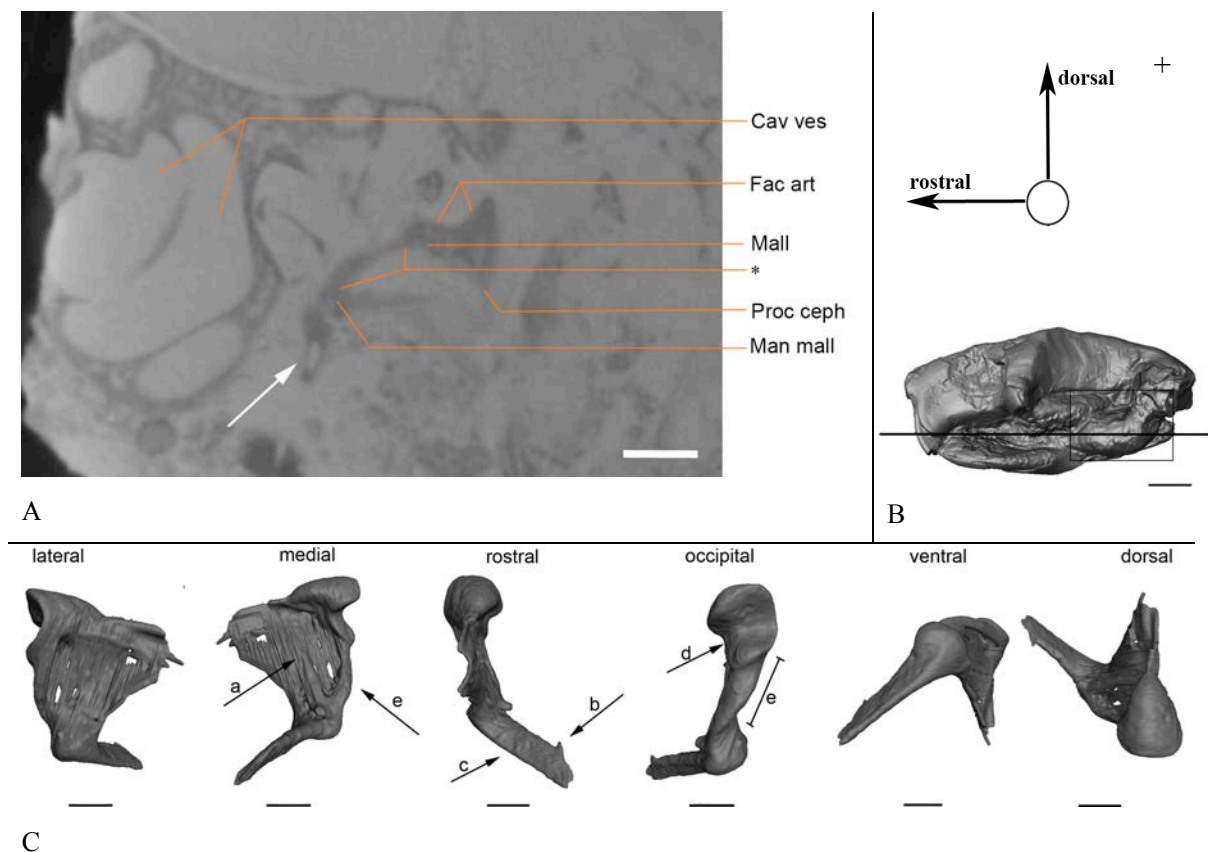 Cav ves
Fac art
Mall
*
Proc ceph
Man mall
A
+
dorsal
rostral
B
lateral
medial
rostral
occipital
ventral
dorsal
a
e
b
c
d
e
C